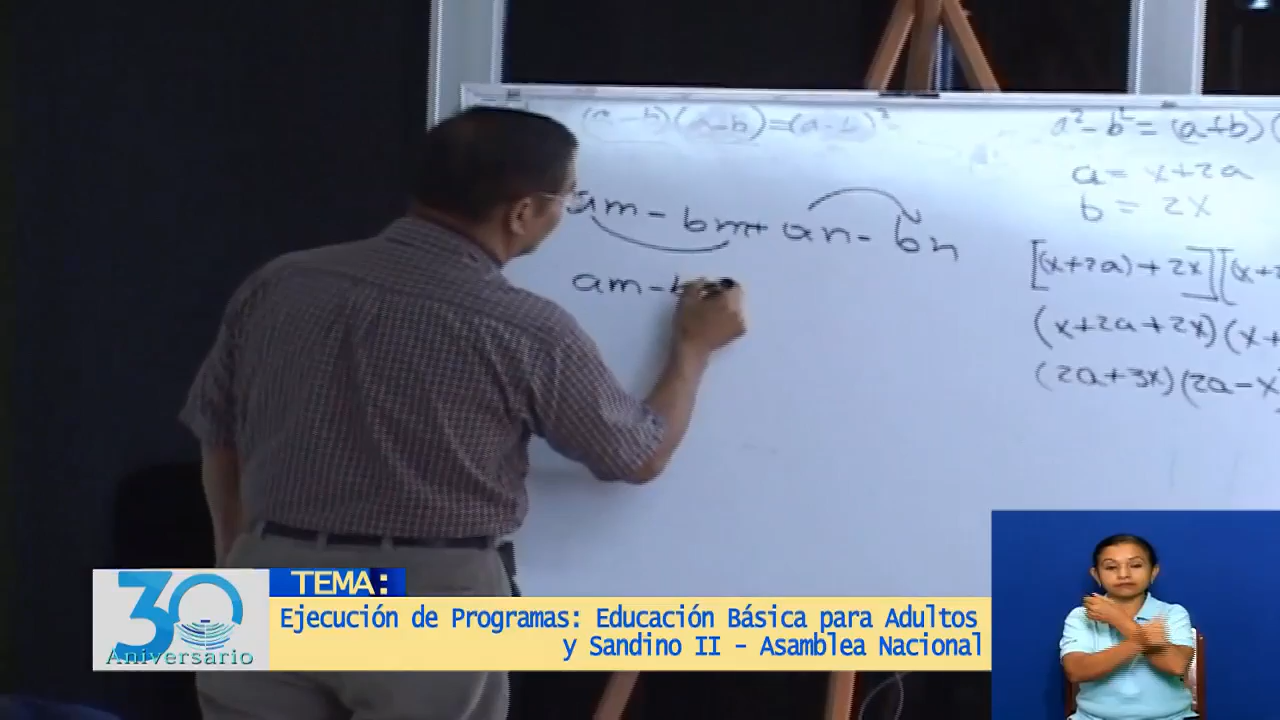 (a-b)(a-b)=(a-b)²
am - bm + an - bn
am - b
a² - b² = (a+b)(
a = x+2a
b = 2x
[(x+2a)+2x][(x+2
(x+2a+2x)(x+
(2a+3x)(2a-x
30
Aniversario
TEMA:
Ejecución de Programas: Educación Básica para Adultos
y Sandino II - Asamblea Nacional